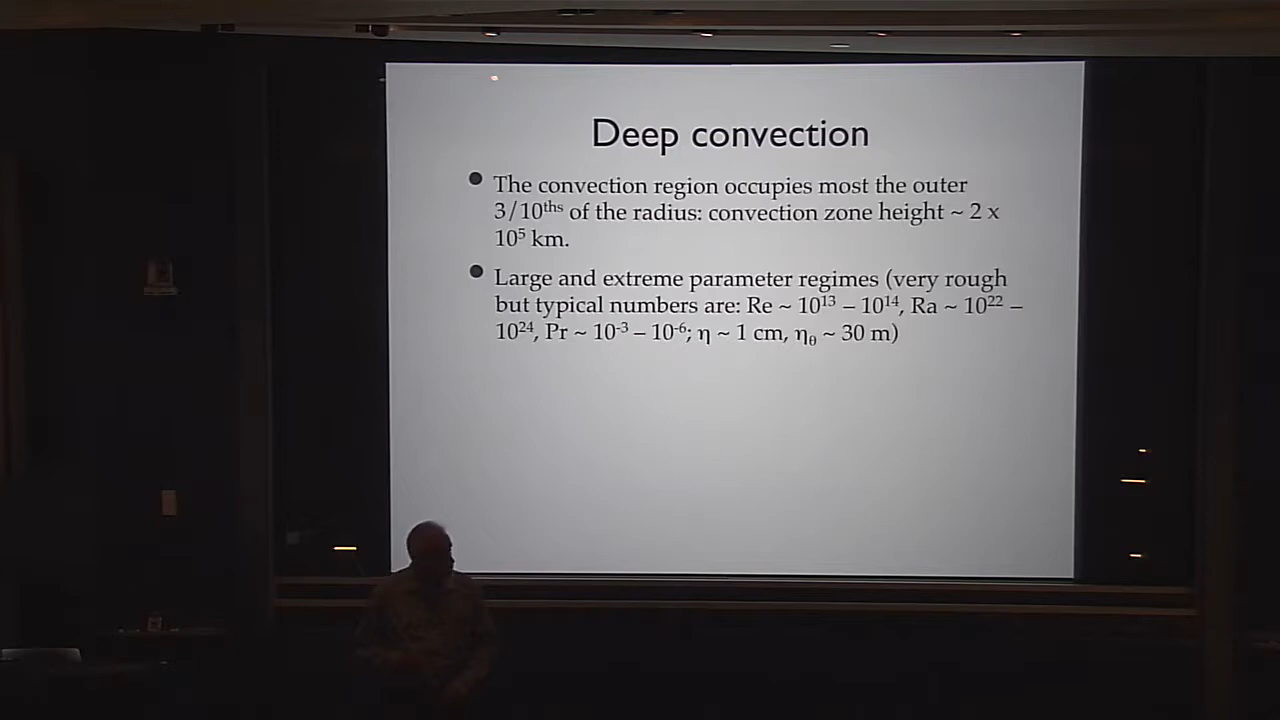 Deep convection
• The convection region occupies most the outer
3/10ths of the radius: convection zone height ~ 2 x
10⁵ km.
• Large and extreme parameter regimes (very rough
but typical numbers are: Re ~ 10¹³ – 10¹⁴, Ra ~ 10²² –
10²⁴, Pr ~ 10⁻³ – 10⁻⁶; η ~ 1 cm, ηθ ~ 30 m)